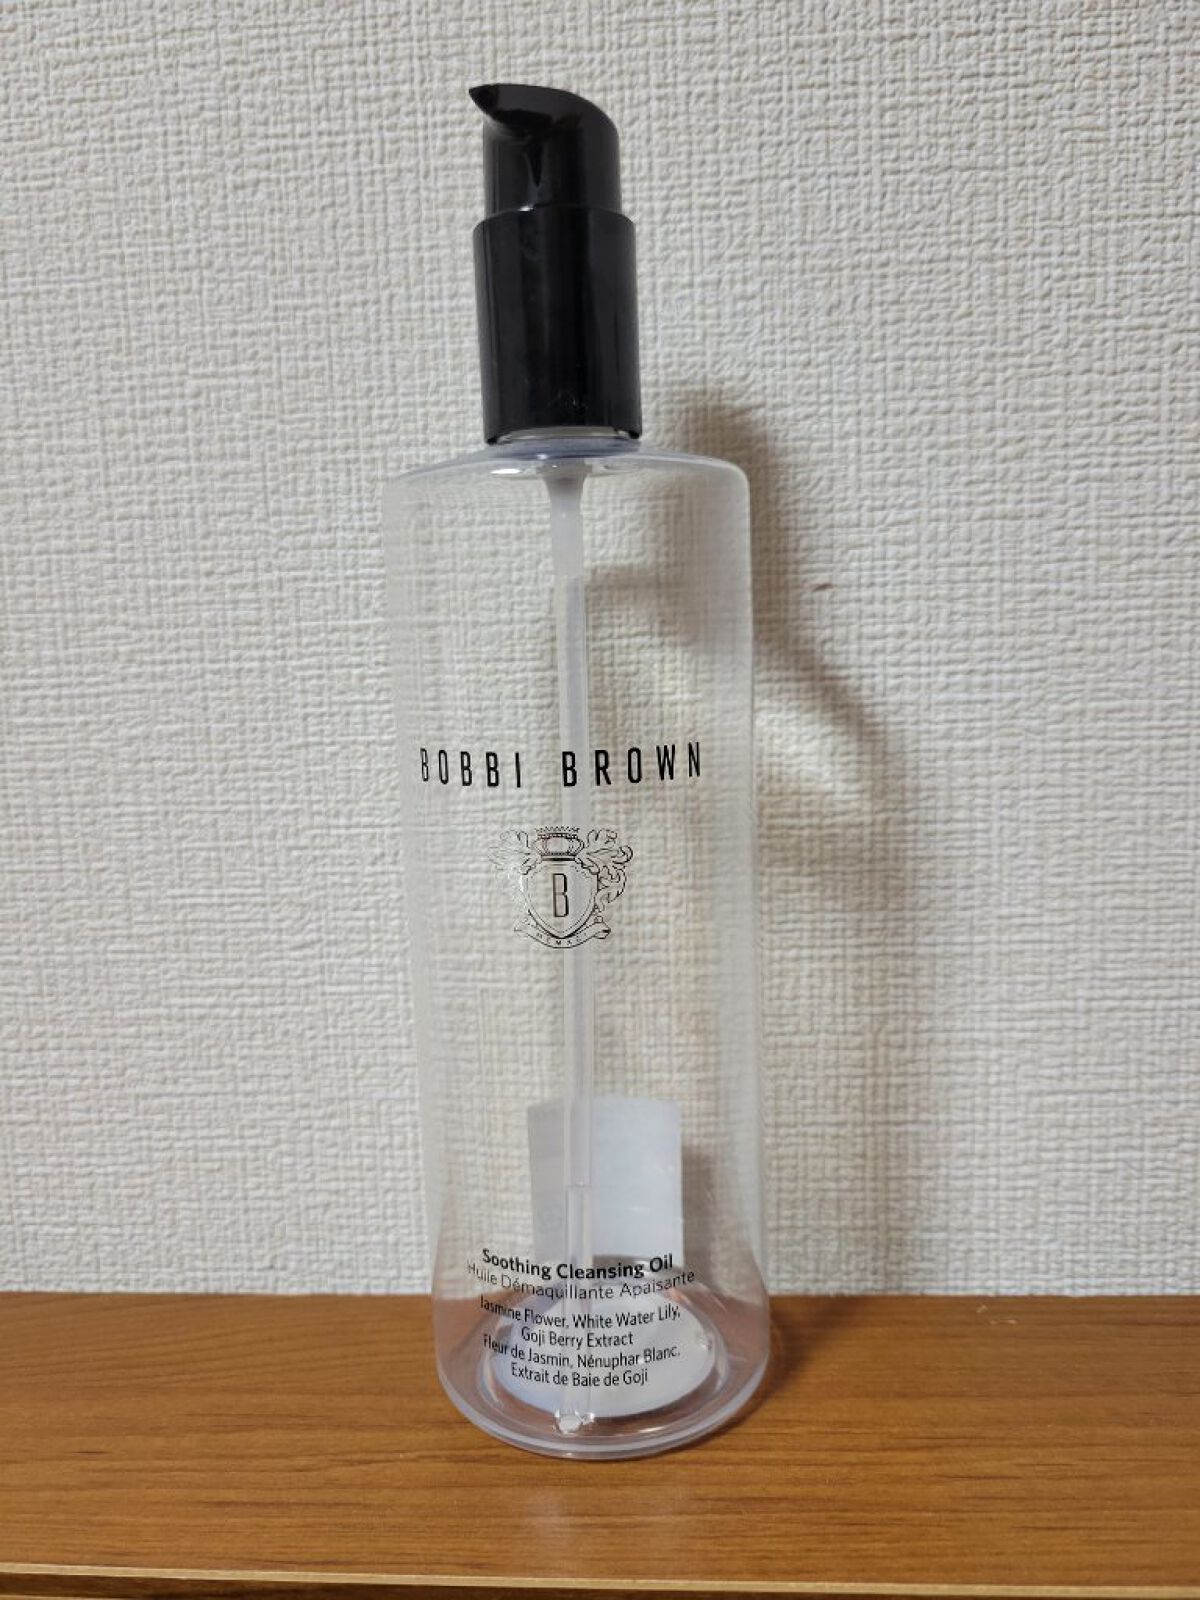 BOBBI BROWN
B
Soothing Cleansing Oil
Huile Démaquillante Apaisante
Jasmine Flower, White Water Lily,
Goji Berry Extract
Fleur de Jasmin, Nénuphar Blanc,
Extrait de Baie de Goji